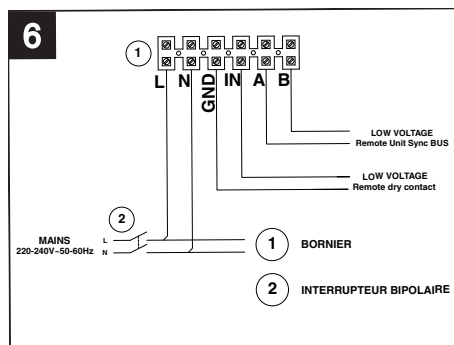 6
1
L N GND IN A B
LOW VOLTAGE
Remote Unit Sync BUS
LOW VOLTAGE
Remote dry contact
2
MAINS
220-240V~50-60Hz
L
N
1 BORNIER
2 INTERRUPTEUR BIPOLAIRE